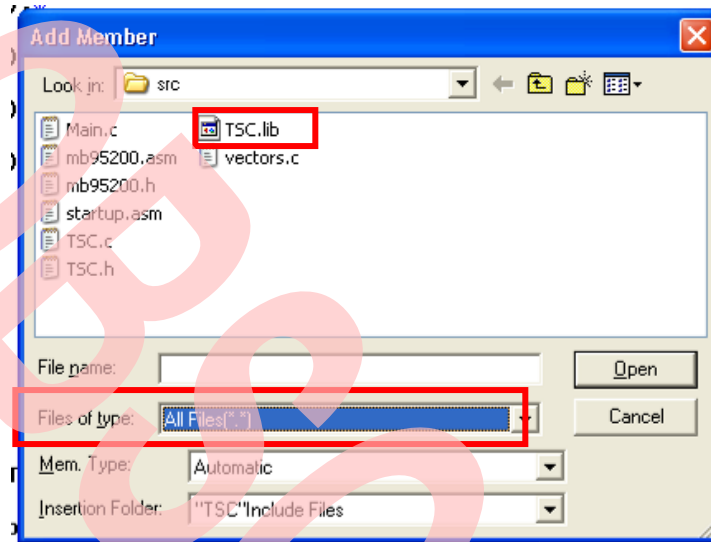 Add Member
Look in: src
Main.c
mb95200.asm
mb95200.h
startup.asm
TSC.c
TSC.h
TSC.lib
vectors.c
File name:
Open
Files of type: All Files(*.*)
Cancel
Mem. Type: Automatic
Insertion Folder: "TSC"Include Files